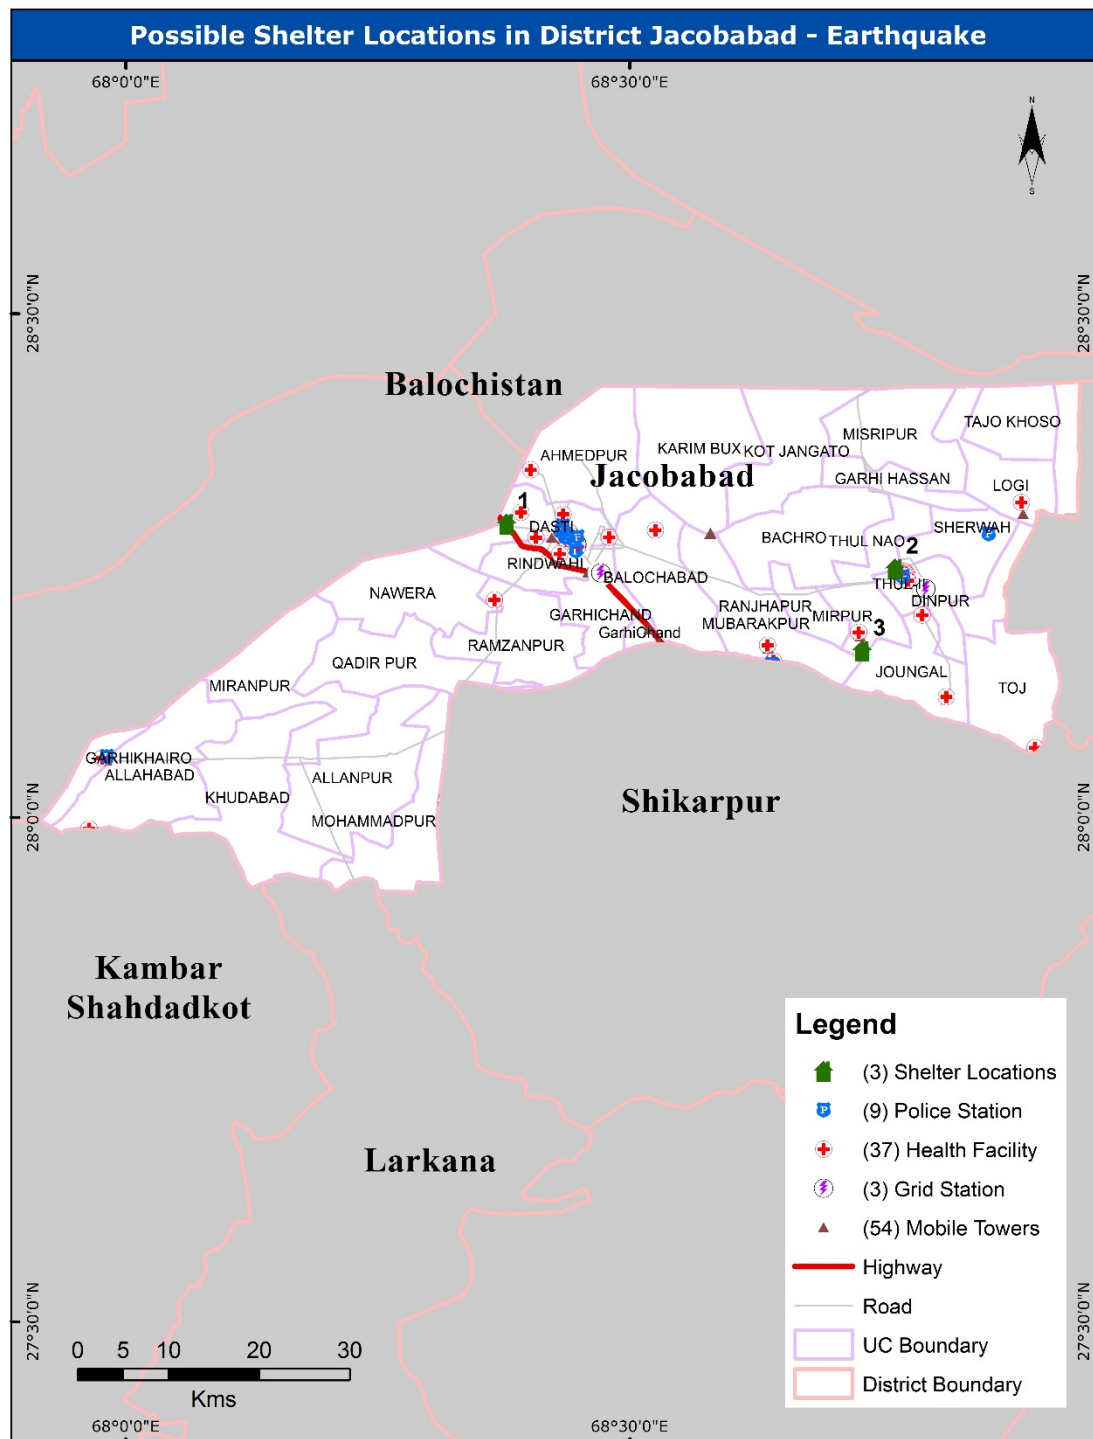 Possible Shelter Locations in District Jacobabad - Earthquake
68°0'0"E
68°30'0"E
N
S
28°30'0"N
28°30'0"N
Balochistan
TAJO KHOSO
MISRIPUR
KARIM BUX
KOT JANGATO
AHMEDPUR
Jacobabad
GARHI HASSAN
LOGI
1
DASTI
SHERWAH
BACHRO
THUL NAO
2
RINDWAHI
BALOCHABAD
THUL-II
NAWERA
DINPUR
RANJHAPUR
GARHICHAND
MIRPUR
MUBARAKPUR
GarhiChand
3
RAMZANPUR
QADIR PUR
JOUNGAL
MIRANPUR
TOJ
GARHIKHAIRO
ALLAHABAD
ALLANPUR
KHUDABAD
MOHAMMADPUR
Shikarpur
28°0'0"N
28°0'0"N
Kambar
Shahdadkot
Larkana
Legend
(3) Shelter Locations
P (9) Police Station
(37) Health Facility
(3) Grid Station
(54) Mobile Towers
Highway
Road
UC Boundary
District Boundary
27°30'0"N
27°30'0"N
0 5 10 20 30
Kms
68°0'0"E
68°30'0"E